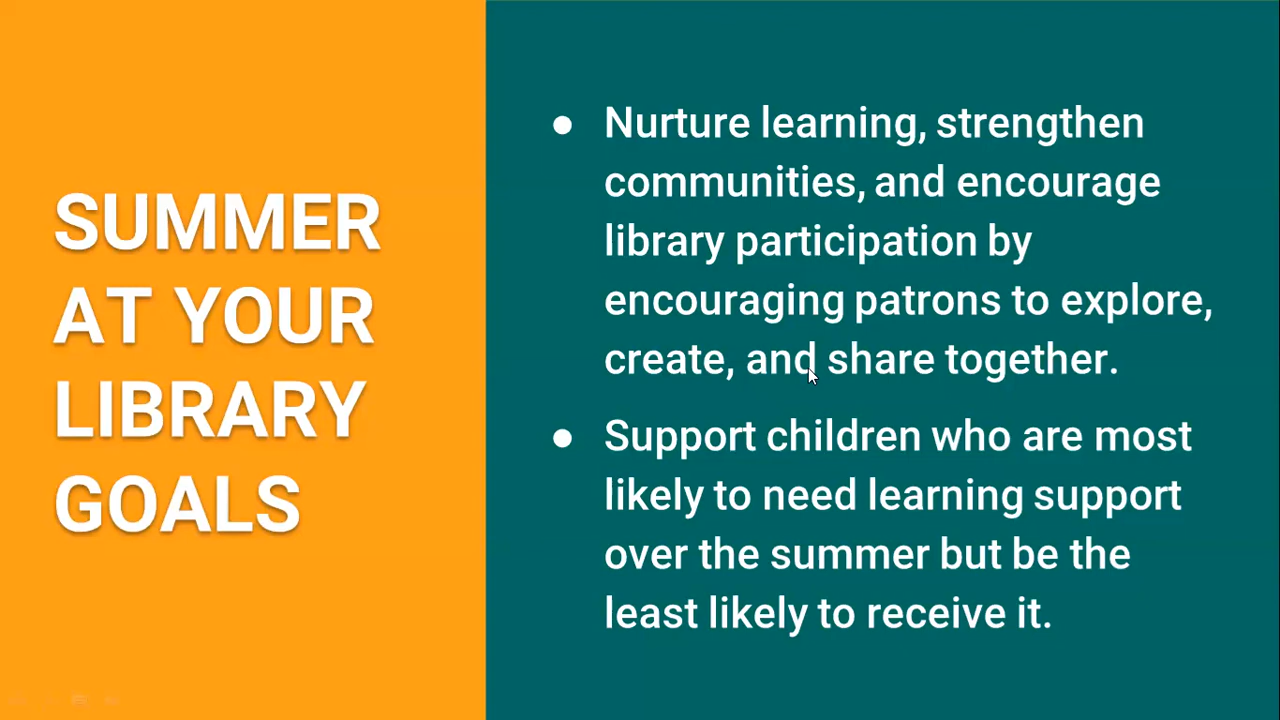 SUMMER
AT YOUR
LIBRARY
GOALS
● Nurture learning, strengthen
communities, and encourage
library participation by
encouraging patrons to explore,
create, and share together.
● Support children who are most
likely to need learning support
over the summer but be the
least likely to receive it.